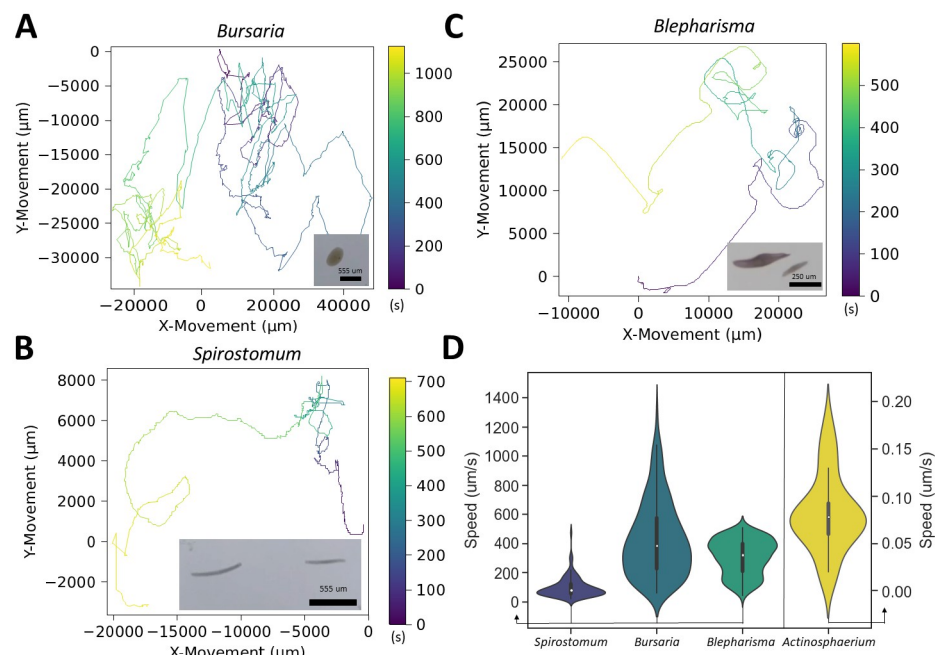 A
Bursaria
0
−5000
−10000
−15000
−20000
−25000
−30000
Y-Movement (μm)
−20000 0 20000 40000
X-Movement (μm)
555 um
1000
800
600
400
200
0
(s)
C
Blepharisma
25000
20000
15000
10000
5000
0
Y-Movement (μm)
−10000 0 10000 20000
X-Movement (μm)
250 um
500
400
300
200
100
0
(s)
B
Spirostomum
8000
6000
4000
2000
0
−2000
Y-Movement (μm)
−20000 −15000 −10000 −5000 0
X-Movement (μm)
555 um
700
600
500
400
300
200
100
0
(s)
D
1400
1200
1000
800
600
400
200
0
Speed (um/s)
0.20
0.15
0.10
0.05
0.00
Speed (um/s)
Spirostomum Bursaria Blepharisma Actinosphaerium